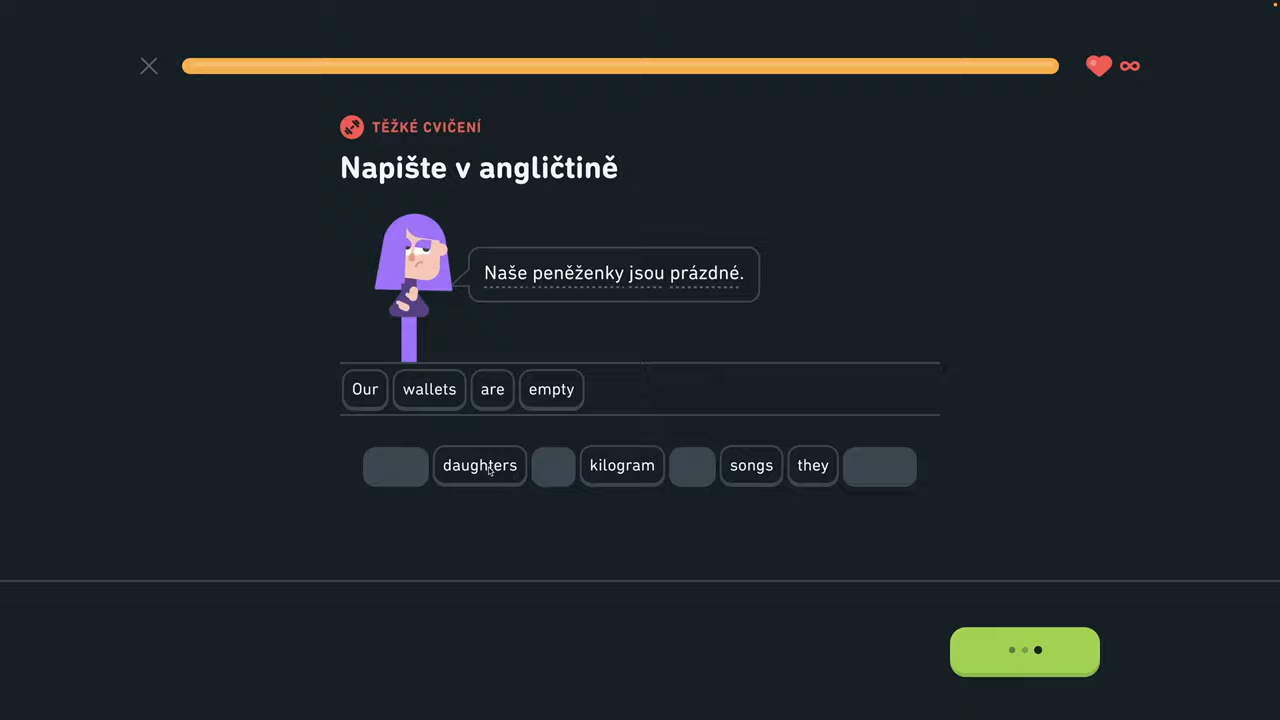 ∞
TĚŽKÉ CVIČENÍ
Napište v angličtině
Naše peněženky jsou prázdné.
Our wallets are empty
daughters kilogram songs they